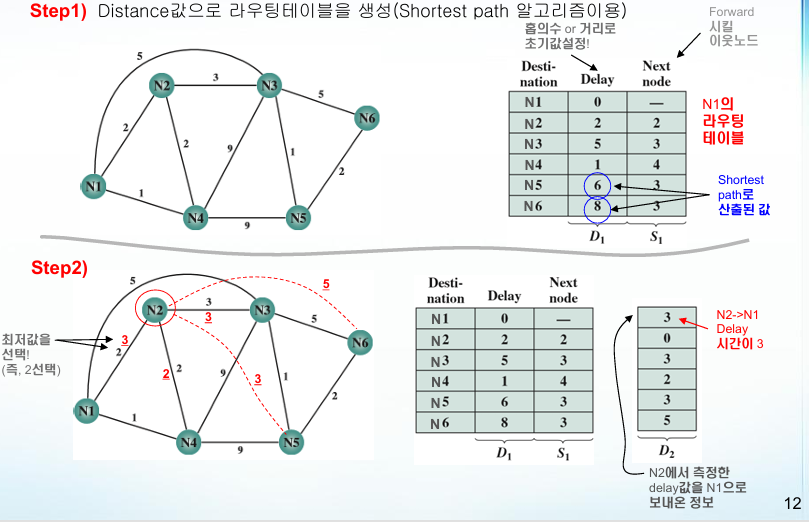 Step1) Distance값으로 라우팅테이블을 생성(Shortest path 알고리즘이용)
홉의수 or 거리로
초기값설정!
Forward
시킬
이웃노드
5
N2
3
N3
5
N6
2
2
9
1
2
N1
1
N4
9
N5
Desti-
nation
Delay
Next
node
N1 0 —
N2 2 2
N3 5 3
N4 1 4
N5 6 3
N6 8 3
D1 S1
N1의
라우팅
테이블
Shortest
path로
산출된 값
Step2)
5
N2
3
3
N3
5
5
N6
최저값을
선택!
(즉, 2선택)
3
2
2
2
9
3
1
2
N1
1
N4
9
N5
Desti-
nation
Delay
Next
node
N1 0 —
N2 2 2
N3 5 3
N4 1 4
N5 6 3
N6 8 3
D1 S1
3
0
3
2
3
5
D2
N2->N1
Delay
시간이 3
N2에서 측정한
delay값을 N1으로
보내온 정보
12